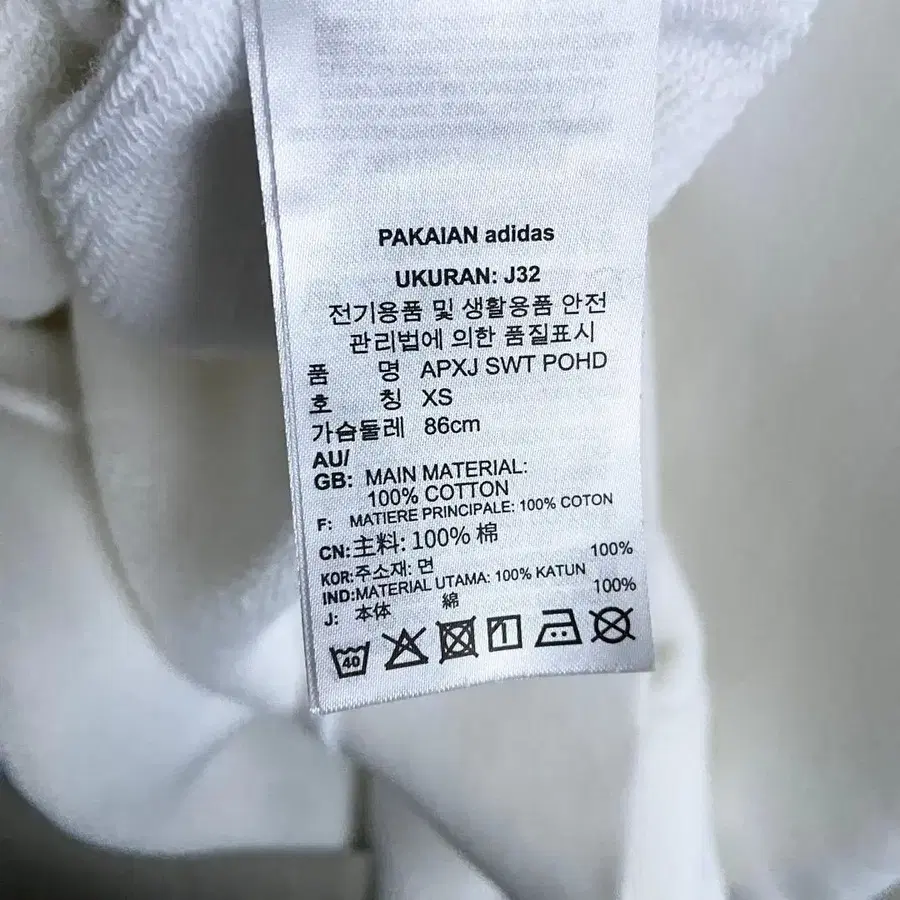 PAKAIAN adidas
UKURAN: J32
전기용품 및 생활용품 안전
관리법에 의한 품질표시
품 명 APXJ SWT POHD
호 칭 XS
가슴둘레 86cm
AU/
GB: MAIN MATERIAL:
100% COTTON
F: MATIERE PRINCIPALE: 100% COTON
CN:主料: 100% 棉
KOR:주소재: 면 100%
IND:MATERIAL UTAMA: 100% KATUN
J: 本体 綿 100%
40